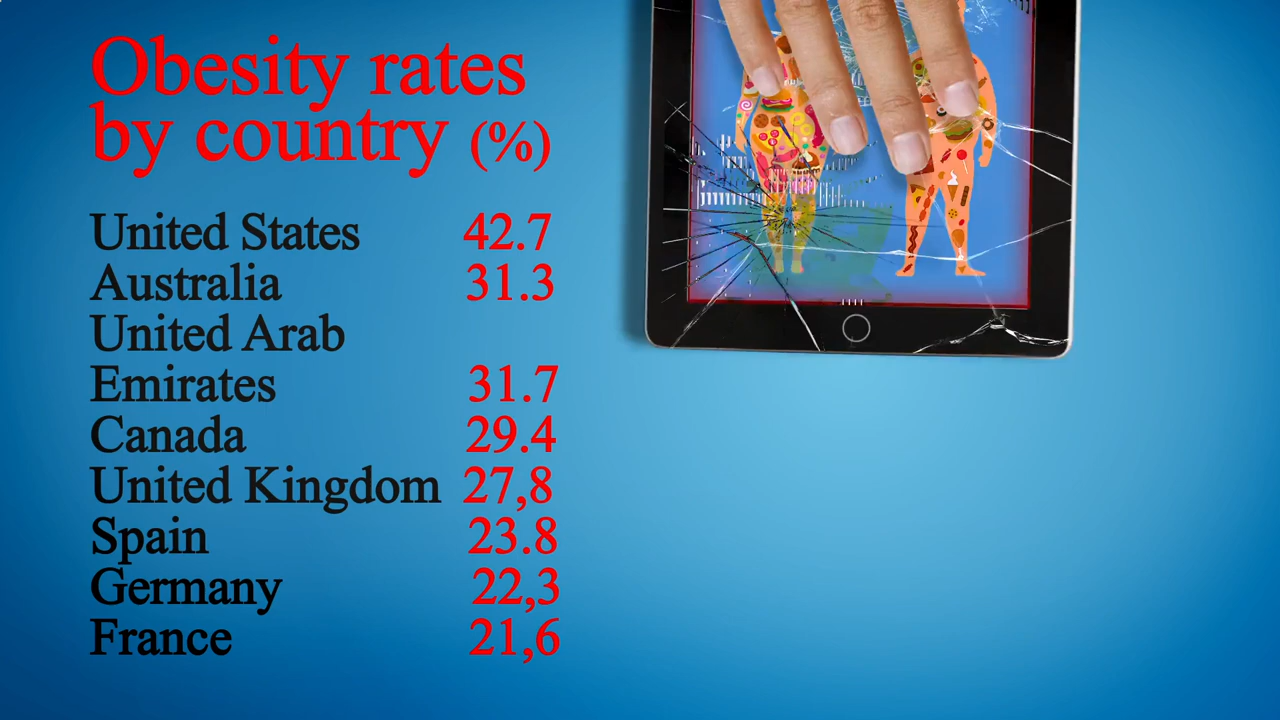 Obesity rates
by country (%)
United States 42.7
Australia 31.3
United Arab
Emirates 31.7
Canada 29.4
United Kingdom 27,8
Spain 23.8
Germany 22,3
France 21,6